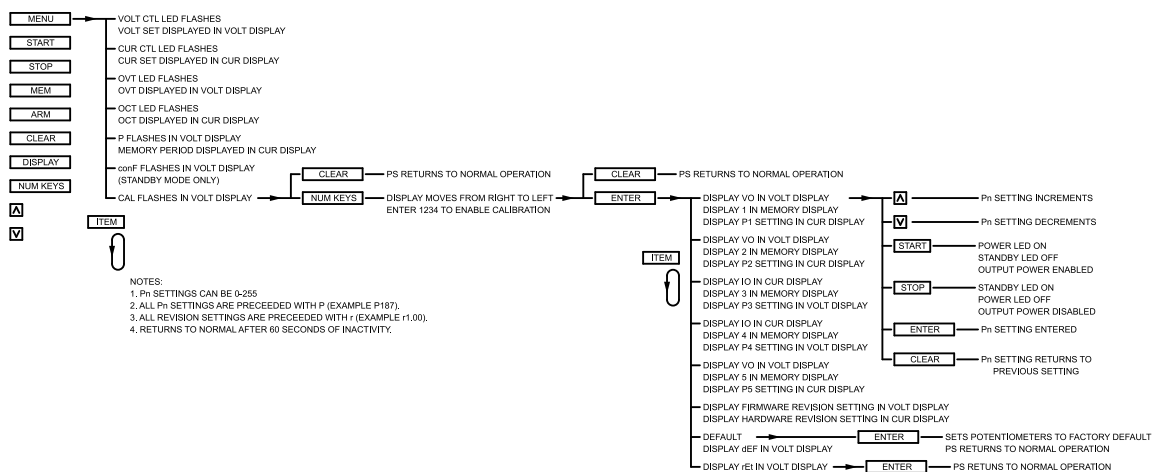 MENU
START
STOP
MEM
ARM
CLEAR
DISPLAY
NUM KEYS
VOLT CTL LED FLASHES
VOLT SET DISPLAYED IN VOLT DISPLAY
CUR CTL LED FLASHES
CUR SET DISPLAYED IN CUR DISPLAY
OVT LED FLASHES
OVT DISPLAYED IN VOLT DISPLAY
OCT LED FLASHES
OCT DISPLAYED IN CUR DISPLAY
P FLASHES IN VOLT DISPLAY
MEMORY PERIOD DISPLAYED IN CUR DISPLAY
conF FLASHES IN VOLT DISPLAY
(STANDBY MODE ONLY)
CAL FLASHES IN VOLT DISPLAY
ITEM
CLEAR
PS RETURNS TO NORMAL OPERATION
NUM KEYS
DISPLAY MOVES FROM RIGHT TO LEFT
ENTER 1234 TO ENABLE CALIBRATION
CLEAR
PS RETURNS TO NORMAL OPERATION
ENTER
ITEM
DISPLAY VO IN VOLT DISPLAY
DISPLAY 1 IN MEMORY DISPLAY
DISPLAY P1 SETTING IN CUR DISPLAY
DISPLAY VO IN VOLT DISPLAY
DISPLAY 2 IN MEMORY DISPLAY
DISPLAY P2 SETTING IN CUR DISPLAY
DISPLAY IO IN CUR DISPLAY
DISPLAY 3 IN MEMORY DISPLAY
DISPLAY P3 SETTING IN VOLT DISPLAY
DISPLAY IO IN CUR DISPLAY
DISPLAY 4 IN MEMORY DISPLAY
DISPLAY P4 SETTING IN VOLT DISPLAY
DISPLAY VO IN VOLT DISPLAY
DISPLAY 5 IN MEMORY DISPLAY
DISPLAY P5 SETTING IN CUR DISPLAY
DISPLAY FIRMWARE REVISION SETTING IN VOLT DISPLAY
DISPLAY HARDWARE REVISION SETTING IN CUR DISPLAY
DEFAULT
DISPLAY dEF IN VOLT DISPLAY
ENTER
SETS POTENTIOMETERS TO FACTORY DEFAULT
PS RETURNS TO NORMAL OPERATION
DISPLAY rEt IN VOLT DISPLAY
ENTER
PS RETUNS TO NORMAL OPERATION
Pn SETTING INCREMENTS
Pn SETTING DECREMENTS
START
POWER LED ON
STANDBY LED OFF
OUTPUT POWER ENABLED
STOP
STANDBY LED ON
POWER LED OFF
OUTPUT POWER DISABLED
ENTER
Pn SETTING ENTERED
CLEAR
Pn SETTING RETURNS TO
PREVIOUS SETTING
NOTES:
1. Pn SETTINGS CAN BE 0-255
2. ALL Pn SETTINGS ARE PRECEEDED WITH P (EXAMPLE P187).
3. ALL REVISION SETTINGS ARE PRECEEDED WITH r (EXAMPLE r1.00).
4. RETURNS TO NORMAL AFTER 60 SECONDS OF INACTIVITY.